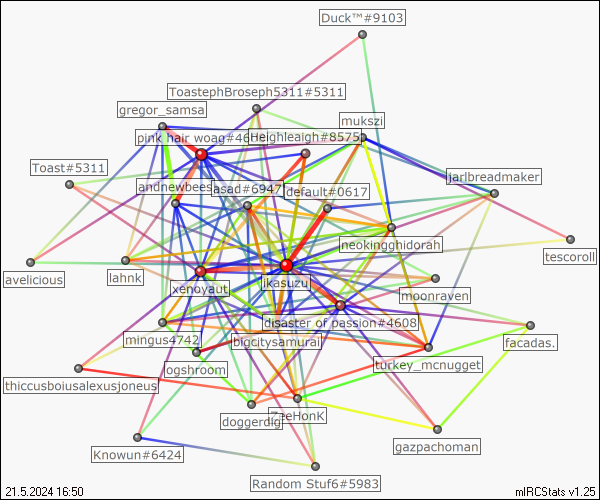 Duck™#9103
ToastephBroseph5311#5311
gregor_samsa
mukszi
pink hair woag#46
Heighleaigh#8575
Toast#5311
jarlbreadmaker
andnewbees
asad#6947
default#0617
neokingghidorah
tescoroll
avelicious
lahnk
xenoyaut
ikasuzu
moonraven
disaster of passion#4608
mingus4742
bigcitysamurai
facadas.
ogshroom
turkey_mcnugget
thiccusboiusalexusjoneus
doggerdig
ZeeHonK
gazpachoman
Knowun#6424
Random Stuf6#5983
21.5.2024 16:50
mIRCStats v1.25